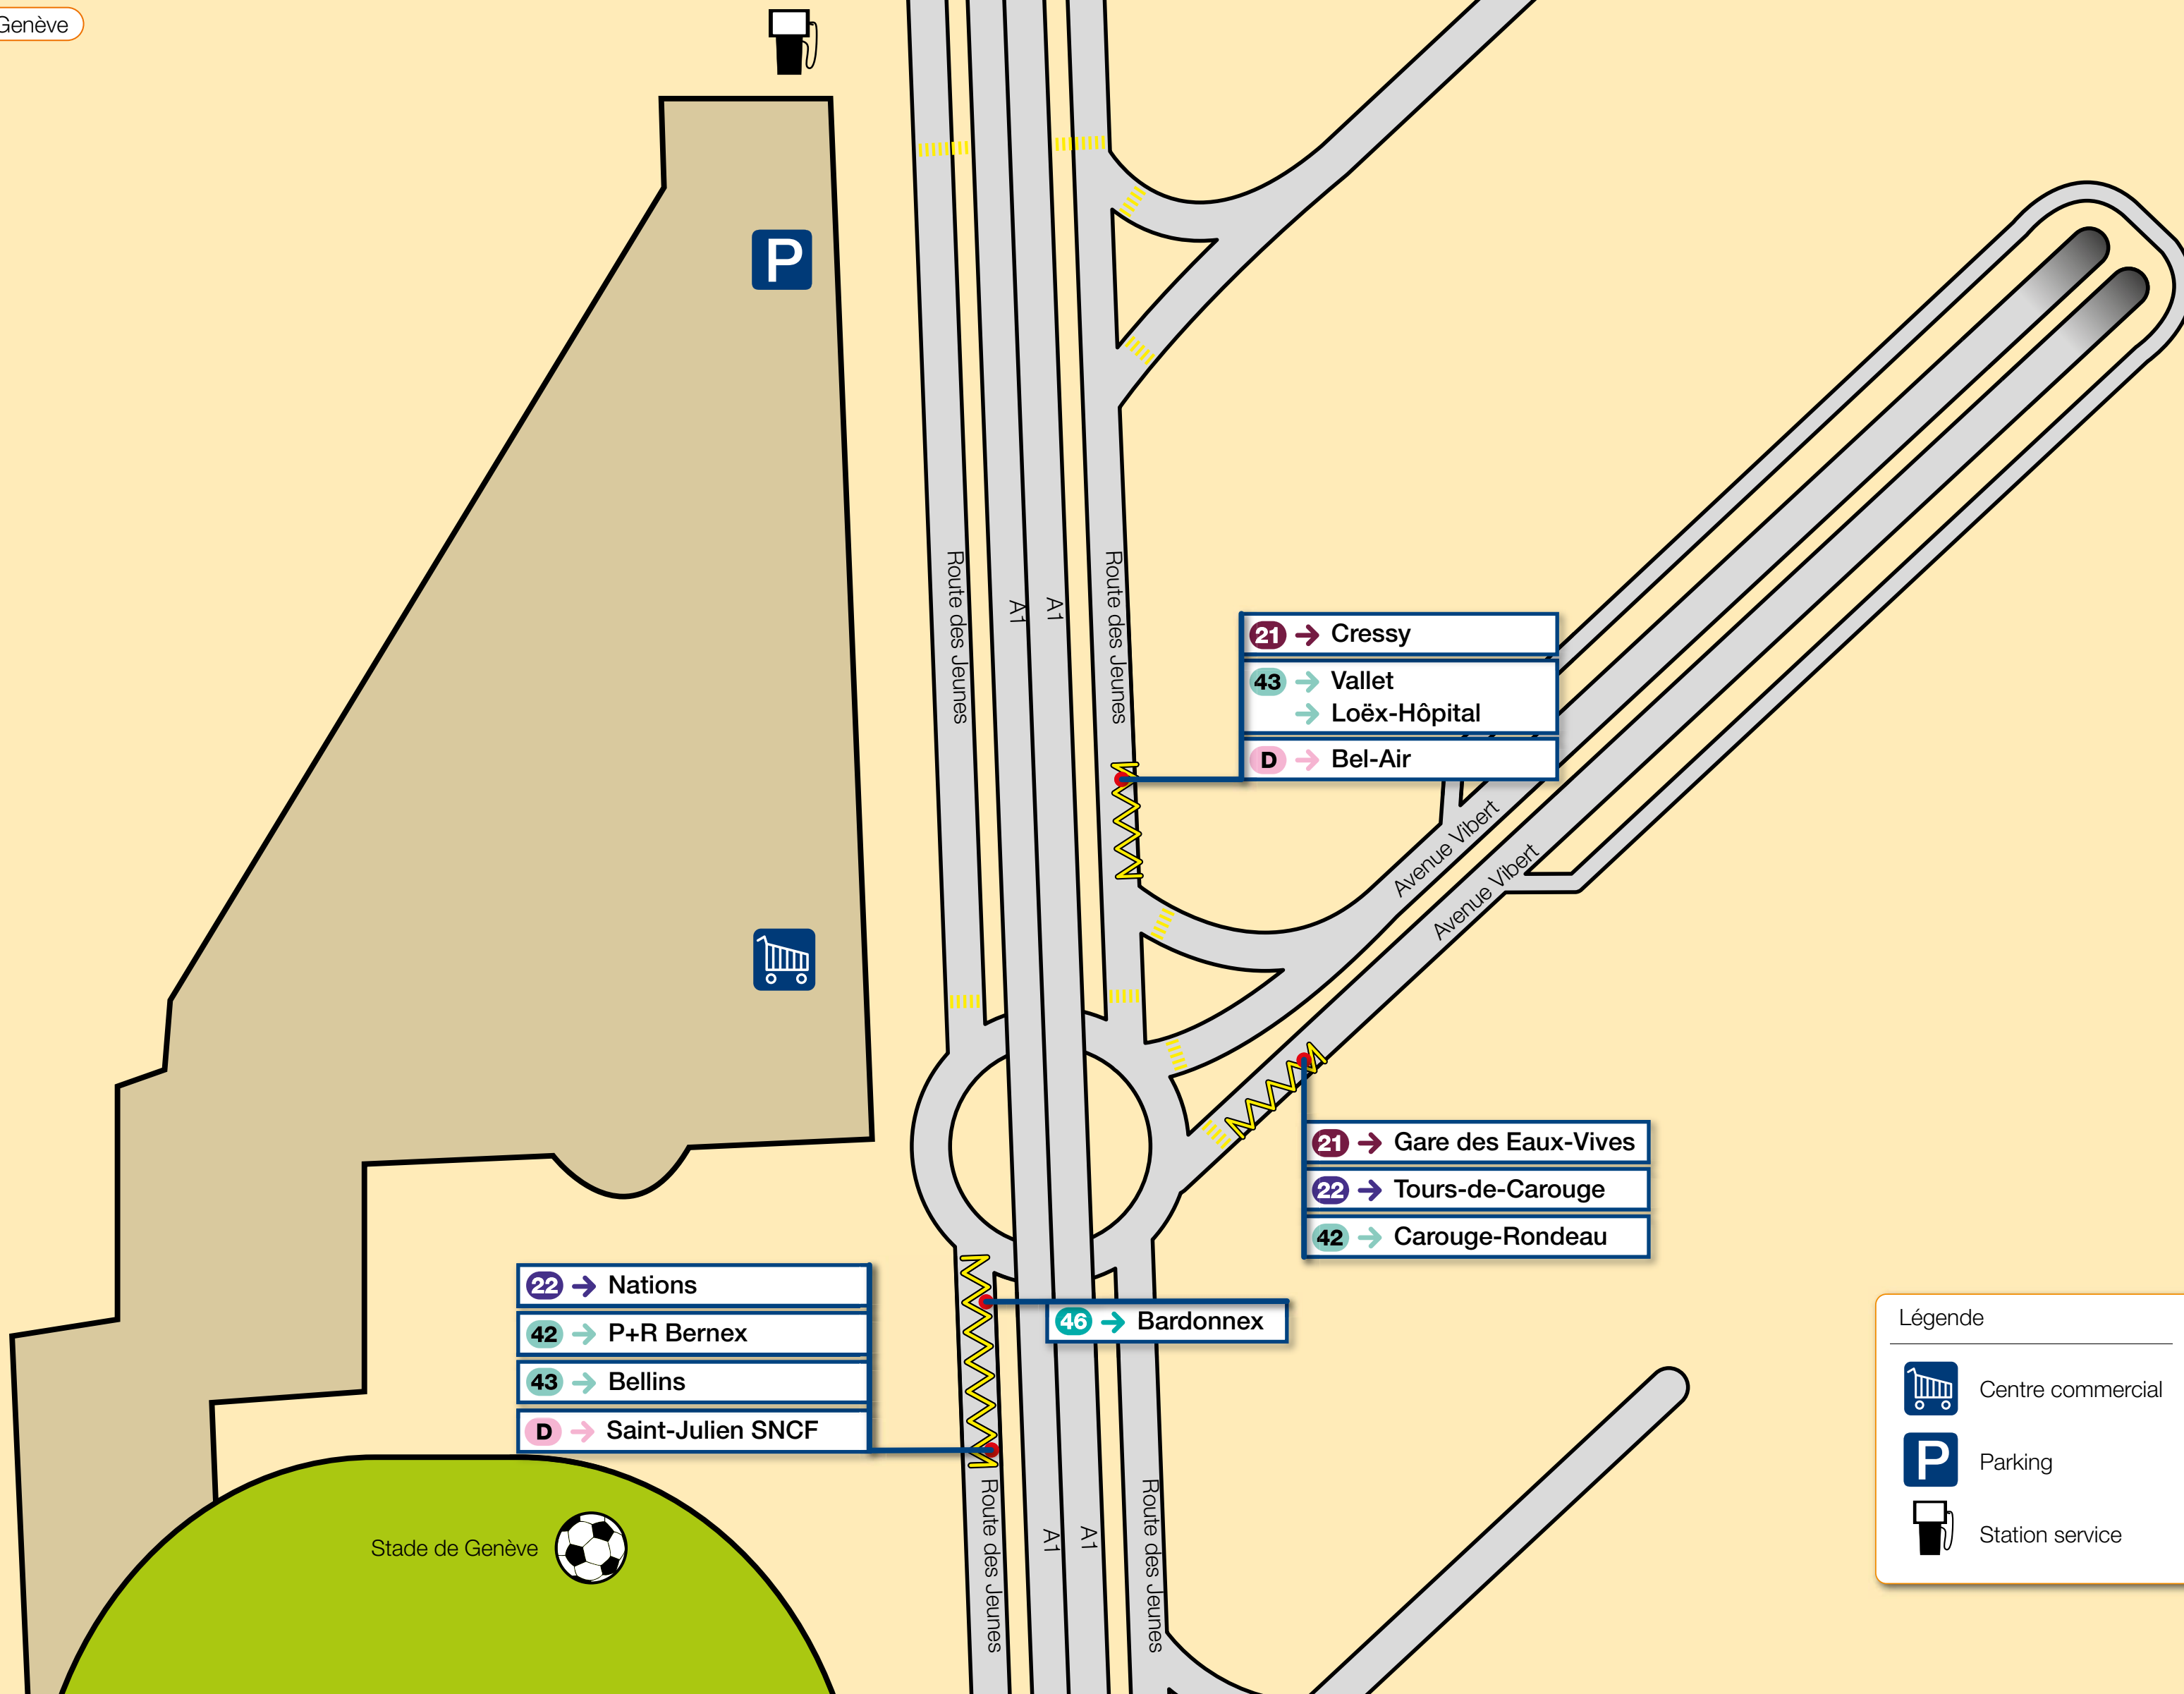 Genève
P
Route des Jeunes
A1
A1
Route des Jeunes
21 → Cressy
43 → Vallet
→ Loëx-Hôpital
D → Bel-Air
Avenue Vibert
Avenue Vibert
21 → Gare des Eaux-Vives
22 → Tours-de-Carouge
42 → Carouge-Rondeau
22 → Nations
42 → P+R Bernex
43 → Bellins
D → Saint-Julien SNCF
46 → Bardonnex
Stade de Genève
Route des Jeunes
A1
A1
Route des Jeunes
Légende
Centre commercial
P Parking
Station service